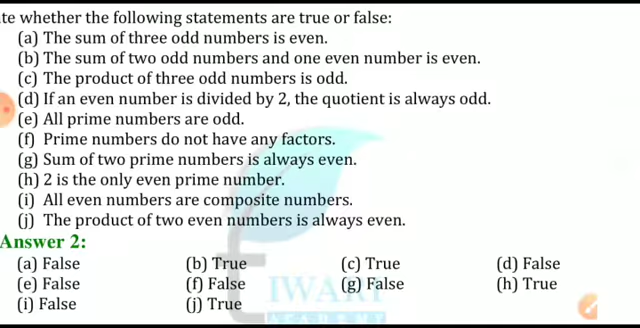 te whether the following statements are true or false:
(a) The sum of three odd numbers is even.
(b) The sum of two odd numbers and one even number is even.
(c) The product of three odd numbers is odd.
(d) If an even number is divided by 2, the quotient is always odd.
(e) All prime numbers are odd.
(f) Prime numbers do not have any factors.
(g) Sum of two prime numbers is always even.
(h) 2 is the only even prime number.
(i) All even numbers are composite numbers.
(j) The product of two even numbers is always even.
Answer 2:
(a) False (b) True (c) True (d) False
(e) False (f) False (g) False (h) True
(i) False (j) True
IWARI
ACADEMY